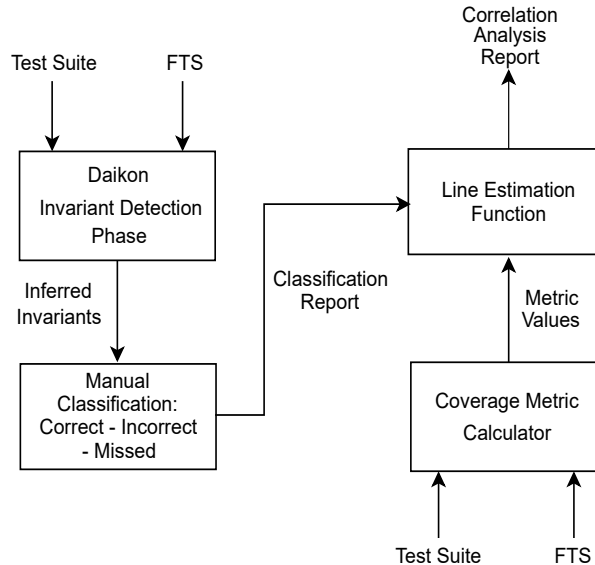 Correlation
Analysis
Report
Test Suite
FTS
Daikon
Invariant Detection
Phase
Line Estimation
Function
Inferred
Invariants
Classification
Report
Metric
Values
Manual
Classification:
Correct - Incorrect
- Missed
Coverage Metric
Calculator
Test Suite
FTS